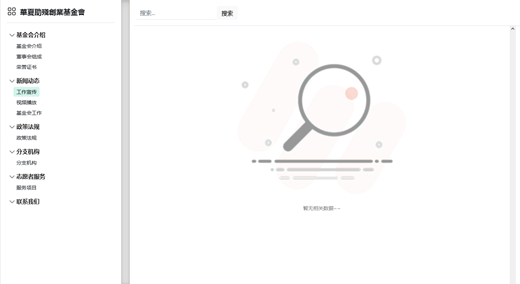 華夏助殘創業基金會
基金会介绍
基金会介绍
董事会组成
荣誉证书
新闻动态
工作宣传
视频播放
基金会工作
政策法规
政策法规
分支机构
分支机构
志愿者服务
服务项目
联系我们
搜索...
搜索
暂无相关数据~~